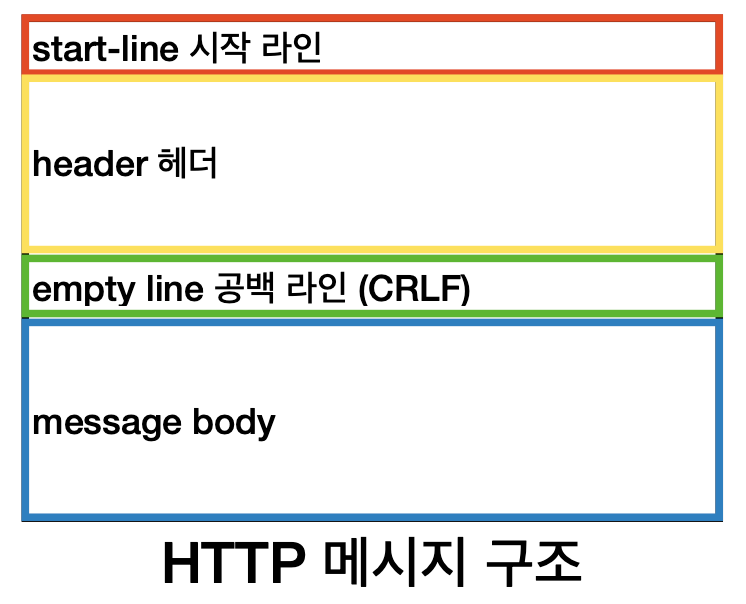 start-line 시작 라인
header 헤더
empty line 공백 라인 (CRLF)
message body
HTTP 메시지 구조